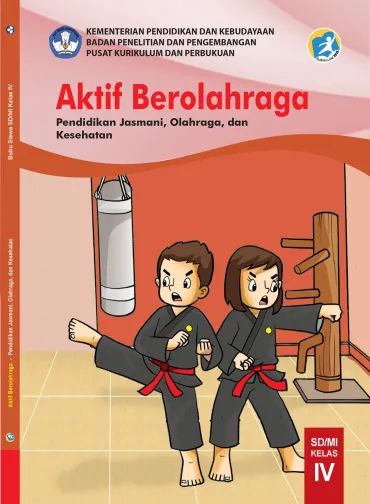 KEMENTERIAN PENDIDIKAN DAN KEBUDAYAAN
BADAN PENELITIAN DAN PENGEMBANGAN
PUSAT KURIKULUM DAN PERBUKUAN
Aktif Berolahraga
Pendidikan Jasmani, Olahraga, dan
Kesehatan
SD/MI
KELAS
IV
Buku Siswa SD/MI Kelas IV
Aktif Berolahraga - Pendidikan Jasmani, Olahraga, dan Kesehatan